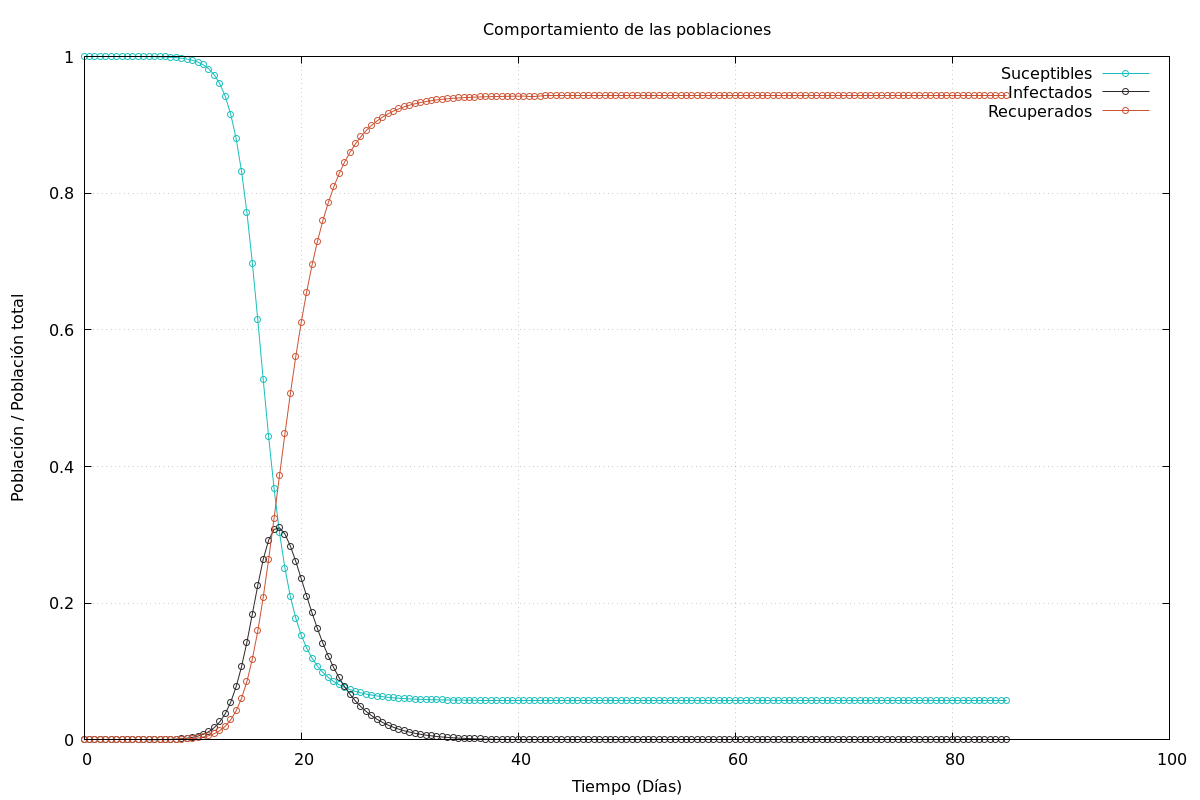 Comportamiento de las poblaciones
Suceptibles
Infectados
Recuperados
1
0.8
0.6
0.4
0.2
0
0 20 40 60 80 100
Población / Población total
Tiempo (Días)